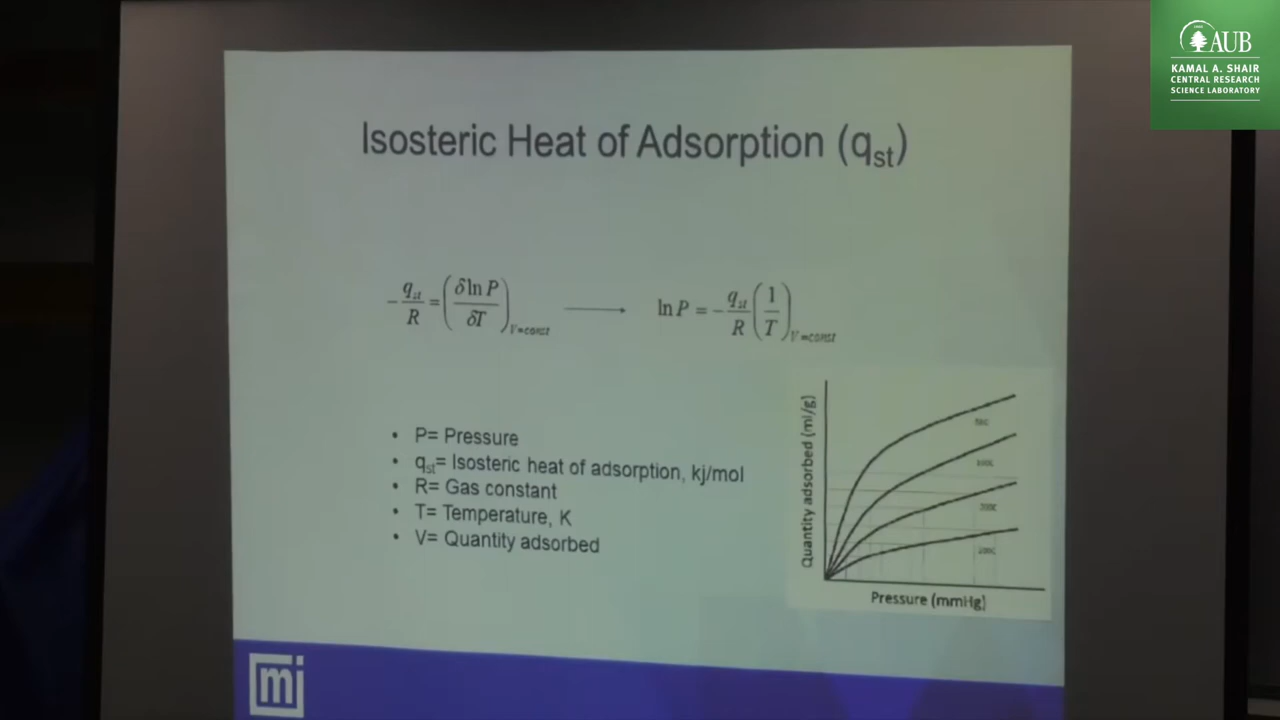 AUB
KAMAL A. SHAIR
CENTRAL RESEARCH
SCIENCE LABORATORY
Isosteric Heat of Adsorption (qst)
- qst/R = (δ ln P / δT) V=const → ln P = - qst/R (1/T) V=const
• P= Pressure
• qst= Isosteric heat of adsorption, kj/mol
• R= Gas constant
• T= Temperature, K
• V= Quantity adsorbed
Quantity adsorbed (ml/g)
Pressure (mmHg)
mi